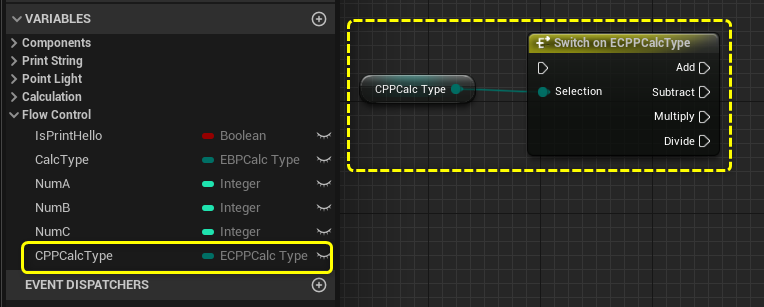 VARIABLES
Components
Print String
Point Light
Calculation
Flow Control
IsPrintHello Boolean
CalcType EBPCalc Type
NumA Integer
NumB Integer
NumC Integer
CPPCalcType ECPPCalc Type
EVENT DISPATCHERS
Switch on ECPPCalcType
Add
CPPCalc Type
Selection Subtract
Multiply
Divide